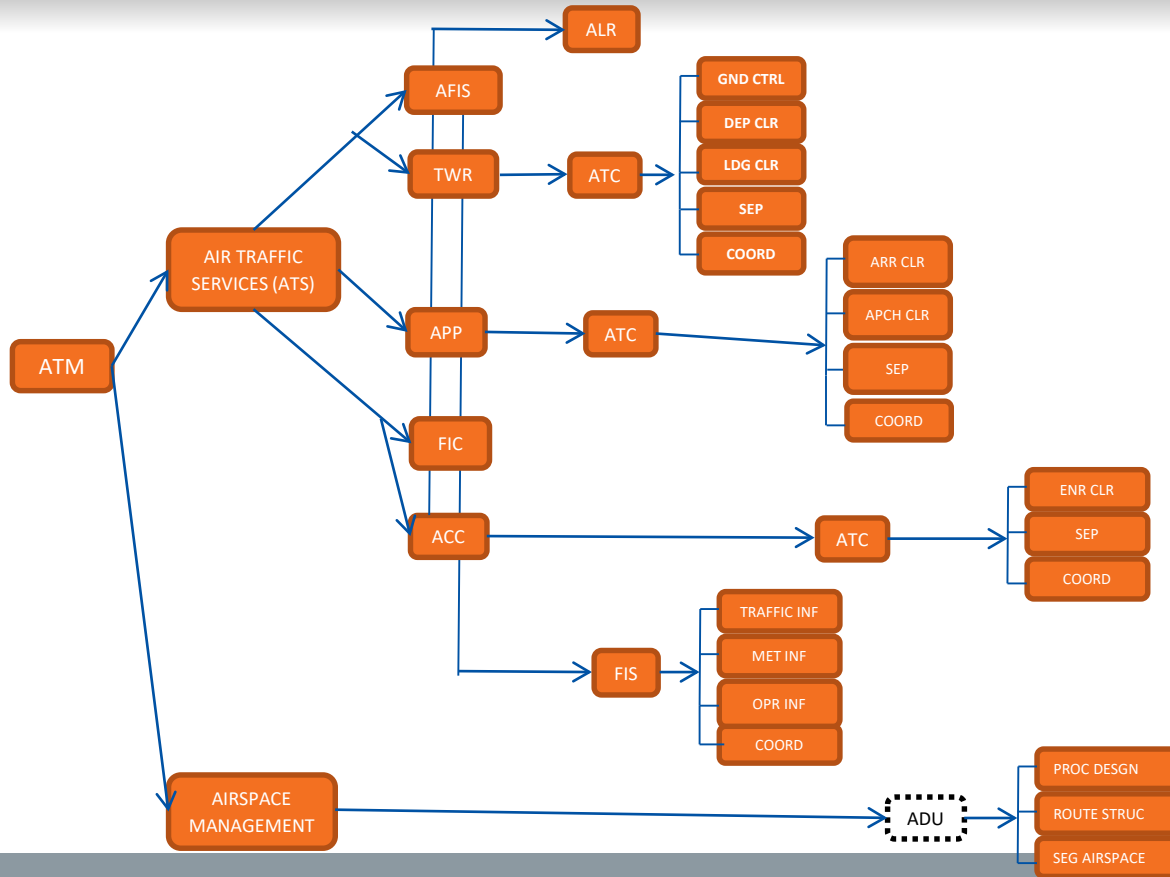 ALR
AFIS
GND CTRL
DEP CLR
TWR
ATC
LDG CLR
SEP
COORD
AIR TRAFFIC
SERVICES (ATS)
ARR CLR
APCH CLR
APP
ATC
SEP
COORD
ATM
FIC
ENR CLR
ACC
ATC
SEP
COORD
TRAFFIC INF
MET INF
FIS
OPR INF
COORD
AIRSPACE
MANAGEMENT
ADU
PROC DESGN
ROUTE STRUC
SEG AIRSPACE